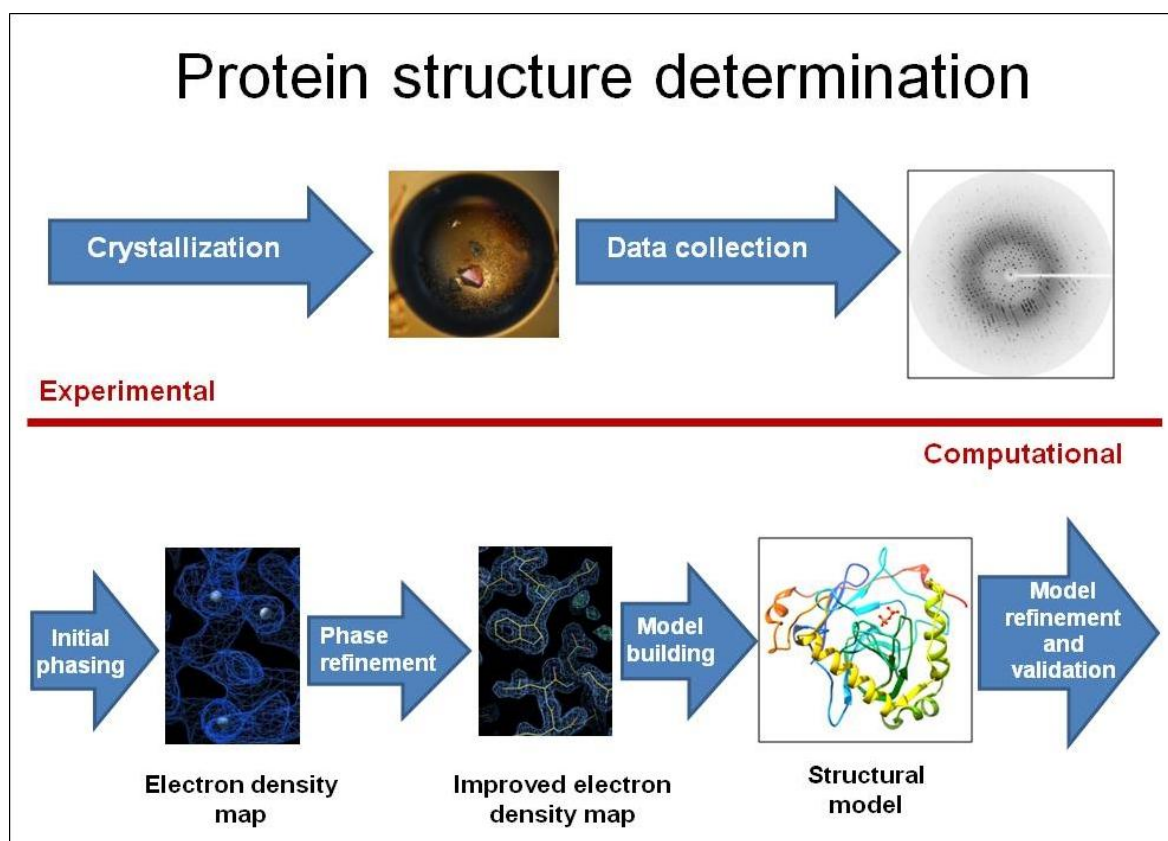 Protein structure determination
Crystallization
Data collection
Experimental
Computational
Initial
phasing
Phase
refinement
Model
building
Model
refinement
and
validation
Electron density
map
Improved electron
density map
Structural
model